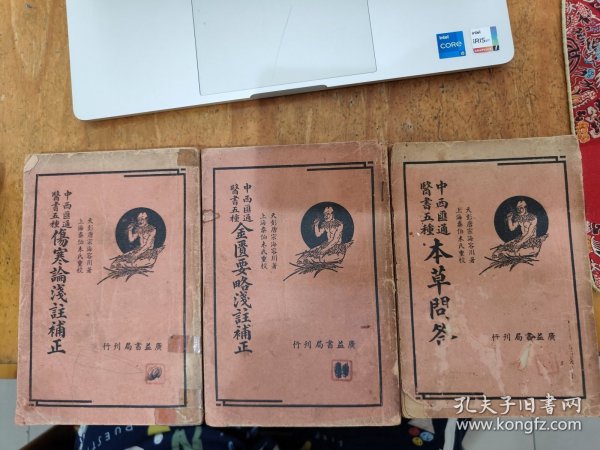 intel
CORE
i5
intel
iRIS xe
GRAPHICS
中西匯通
醫書五種
傷寒論淺註補正
天彭唐宗海容川著
上海秦伯未氏重校
行刊局書益廣
中西匯通
醫書五種
金匱要略淺註補正
天彭唐宗海容川著
上海秦伯未氏重校
行刊局書益廣
中西匯通
醫書五種
本草問答
天彭唐宗海容川著
上海秦伯未氏重校
行刊局書益廣
孔夫子旧书网
www.kongfz.com